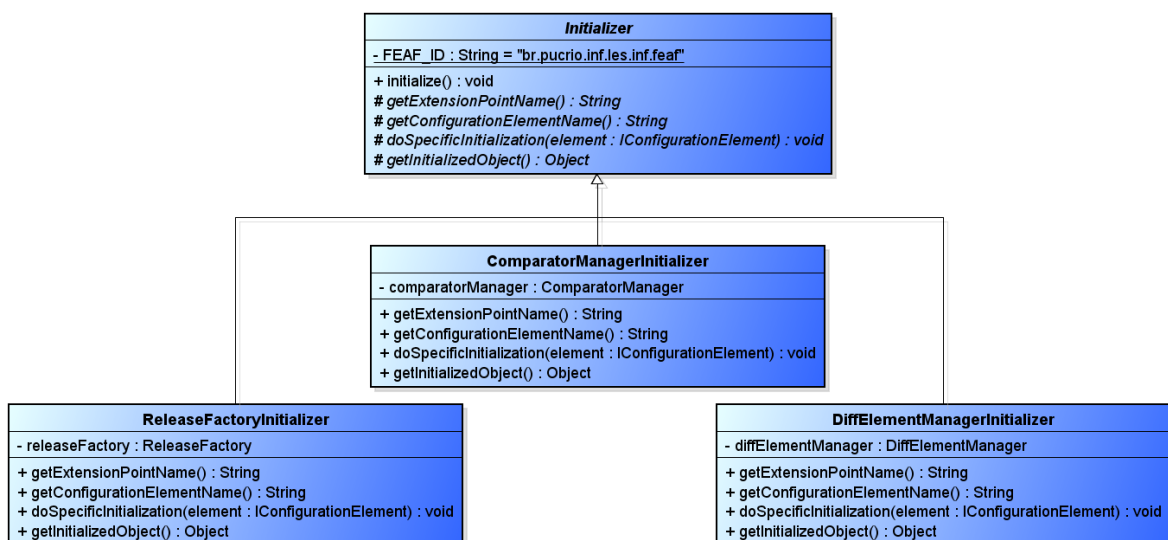 Initializer
- FEAF_ID : String = "br.pucrio.inf.les.inf.feaf"
+ initialize() : void
# getExtensionPointName() : String
# getConfigurationElementName() : String
# doSpecificInitialization(element : IConfigurationElement) : void
# getInitializedObject() : Object
ComparatorManagerInitializer
- comparatorManager : ComparatorManager
+ getExtensionPointName() : String
+ getConfigurationElementName() : String
+ doSpecificInitialization(element : IConfigurationElement) : void
+ getInitializedObject() : Object
ReleaseFactoryInitializer
- releaseFactory : ReleaseFactory
+ getExtensionPointName() : String
+ getConfigurationElementName() : String
+ doSpecificInitialization(element : IConfigurationElement) : void
+ getInitializedObject() : Object
DiffElementManagerInitializer
- diffElementManager : DiffElementManager
+ getExtensionPointName() : String
+ getConfigurationElementName() : String
+ doSpecificInitialization(element : IConfigurationElement) : void
+ getInitializedObject() : Object